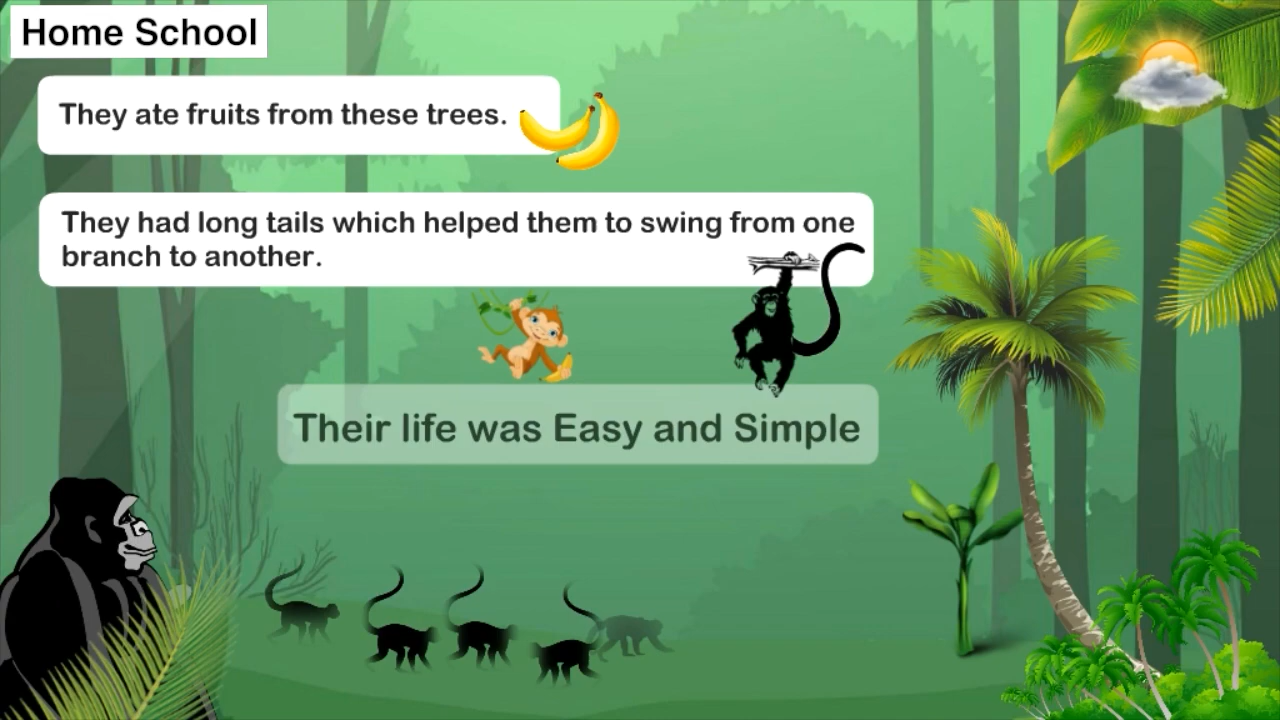 Home School
They ate fruits from these trees.
They had long tails which helped them to swing from one
branch to another.
Their life was Easy and Simple